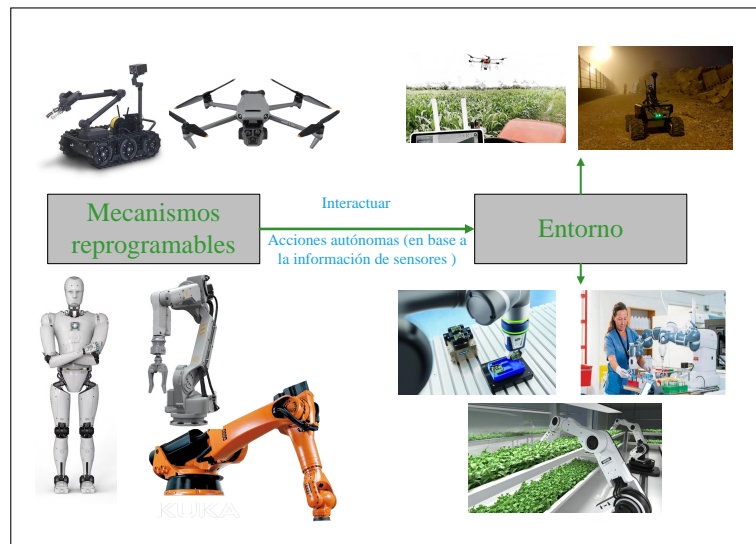 Mecanismos
reprogramables
Interactuar
Acciones autónomas (en base a
la información de sensores )
Entorno
KUKA